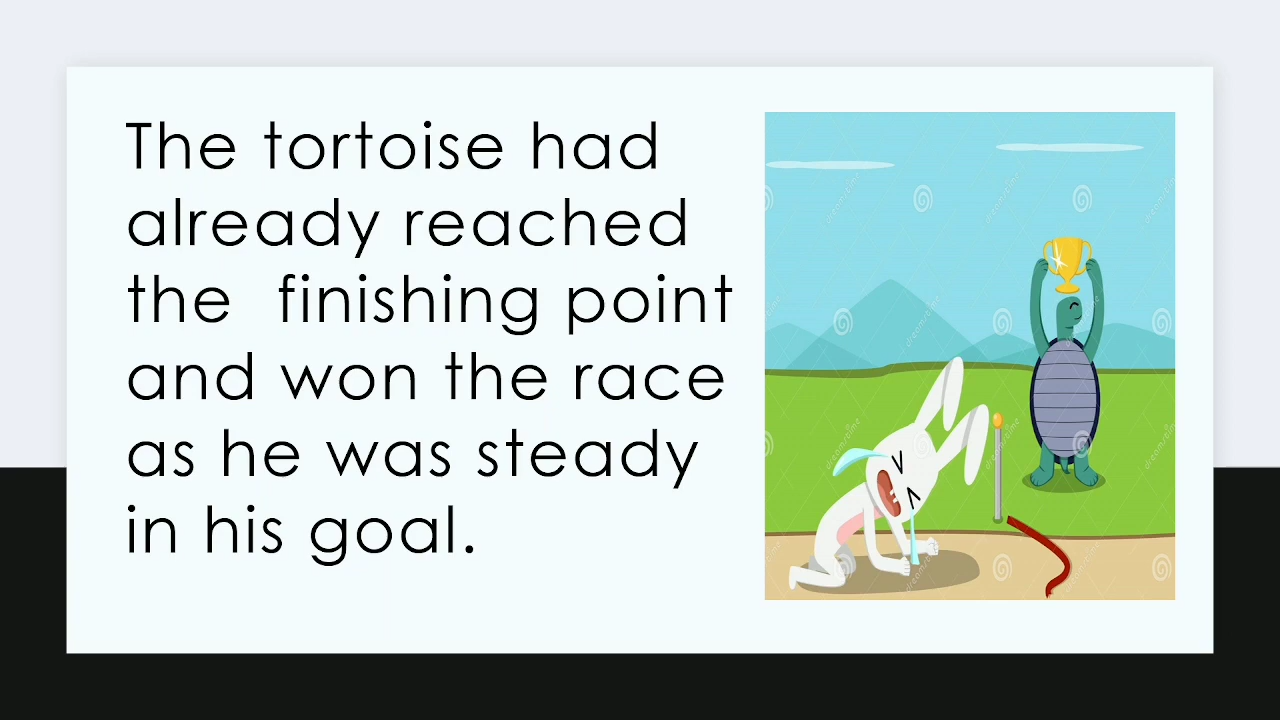 The tortoise had
already reached
the  finishing point
and won the race
as he was steady
in his goal.